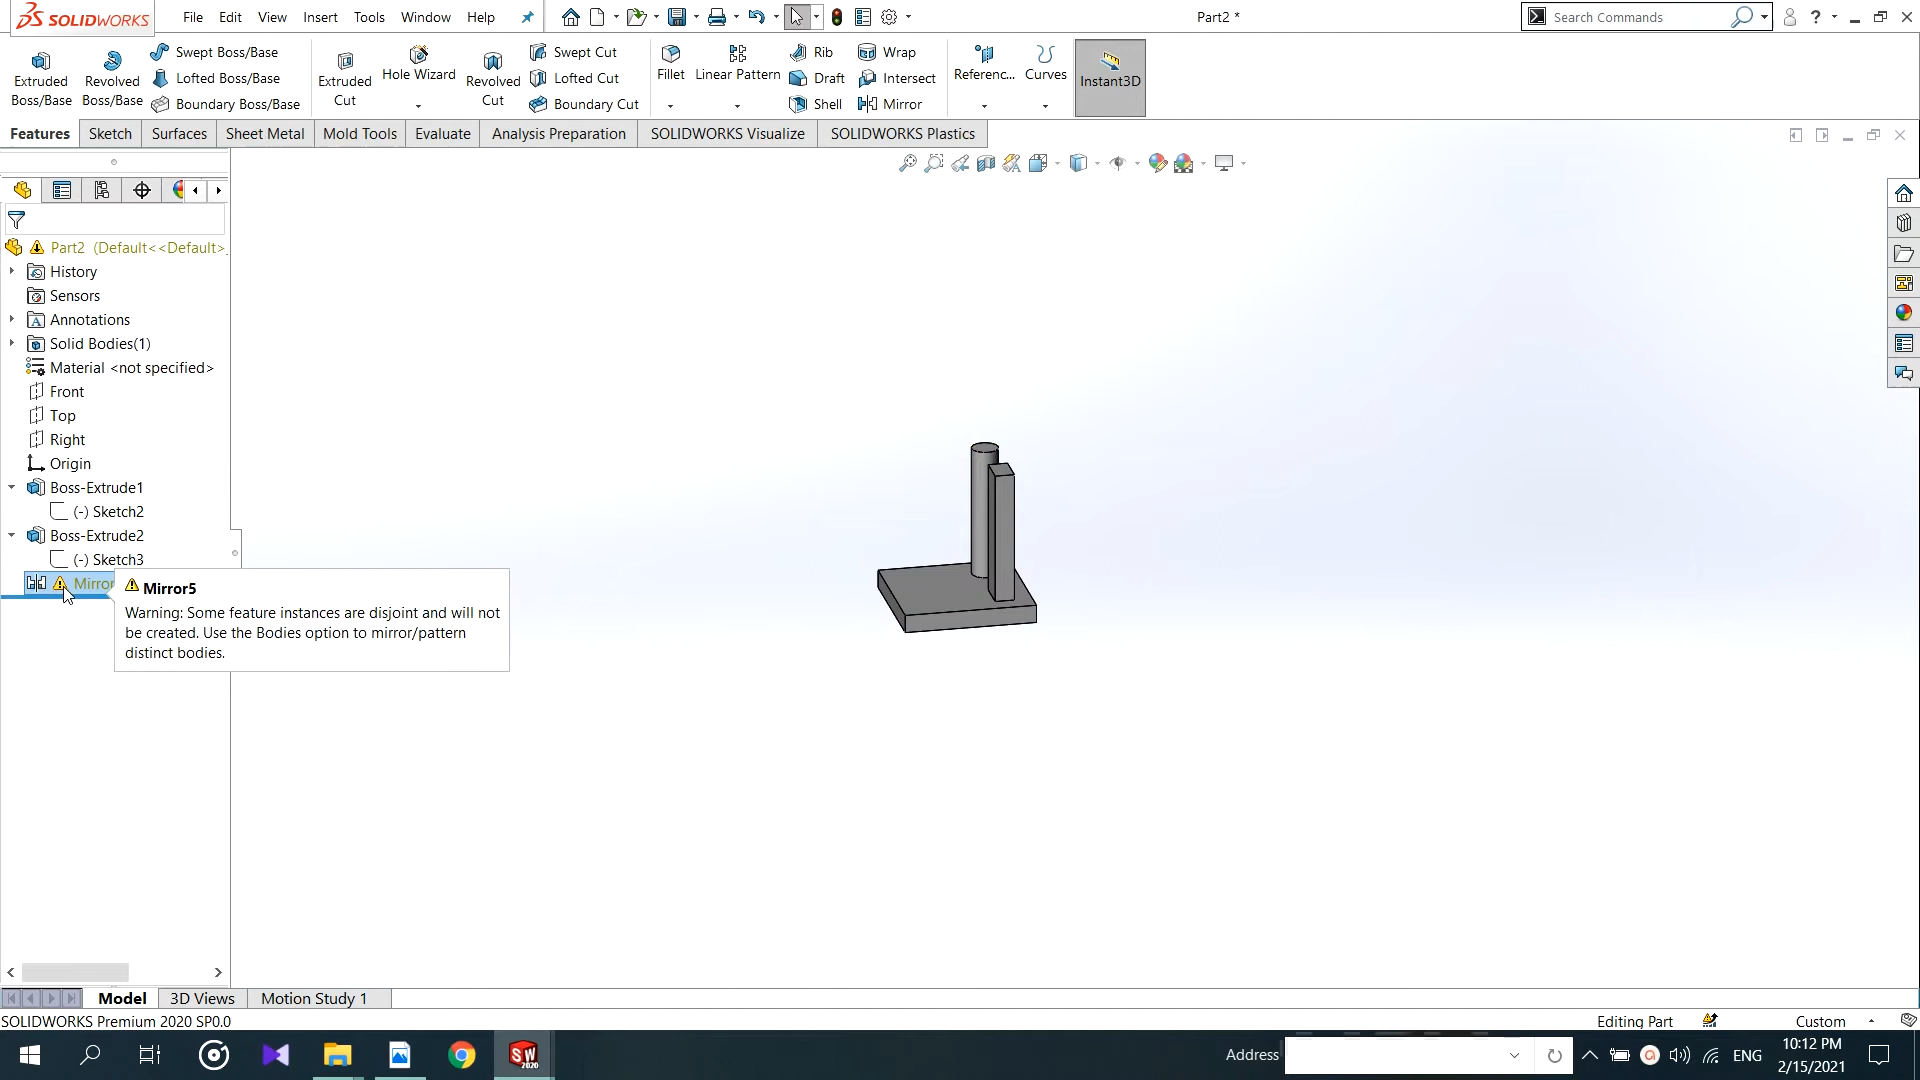 SOLIDWORKS File Edit View Insert Tools Window Help Part2 * Search Commands
Extruded Boss/Base
Revolved Boss/Base
Swept Boss/Base
Lofted Boss/Base
Boundary Boss/Base
Extruded Cut
Hole Wizard
Revolved Cut
Swept Cut
Lofted Cut
Boundary Cut
Fillet
Linear Pattern
Rib
Draft
Shell
Wrap
Intersect
Mirror
Referenc...
Curves
Instant3D
Features Sketch Surfaces Sheet Metal Mold Tools Evaluate Analysis Preparation SOLIDWORKS Visualize SOLIDWORKS Plastics
Part2 (Default<<Default>_
History
Sensors
Annotations
Solid Bodies(1)
Material <not specified>
Front
Top
Right
Origin
Boss-Extrude1
(-) Sketch2
Boss-Extrude2
(-) Sketch3
Mirror
Mirror5
Warning: Some feature instances are disjoint and will not
be created. Use the Bodies option to mirror/pattern
distinct bodies.
Model 3D Views Motion Study 1
SOLIDWORKS Premium 2020 SP0.0 Editing Part Custom
SW 2020
Address ENG
10:12 PM
2/15/2021